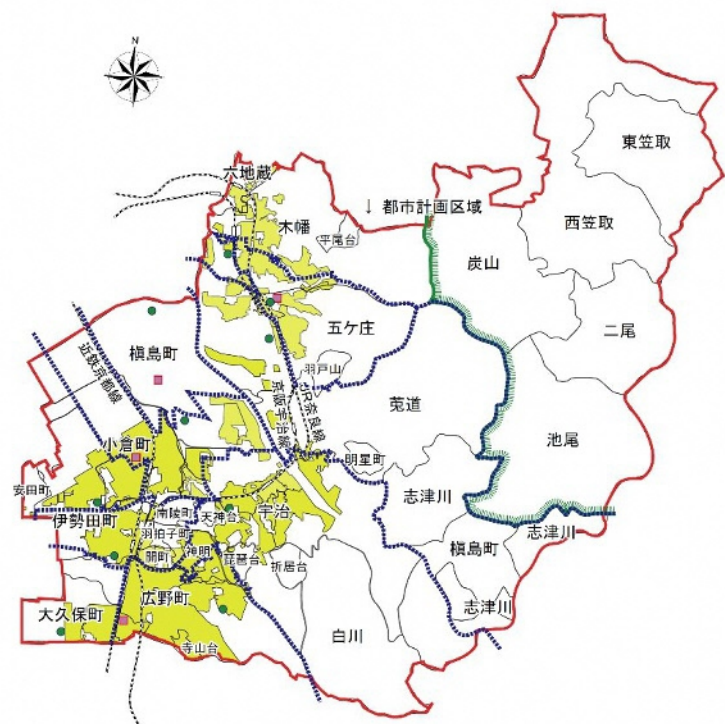 N
東笠取
六地蔵
↓ 都市計画区域
木幡
西笠取
平尾台
炭山
五ケ庄
二尾
槇島町
近鉄京都線
羽戸山
京阪宇治線
JR奈良線
莵道
池尾
小倉町
明星町
安田町
志津川
伊勢田町
南陵町
天神台
宇治
羽拍子町
槇島町
志津川
開町
神明
琵琶台
折居台
志津川
大久保町
広野町
白川
寺山台